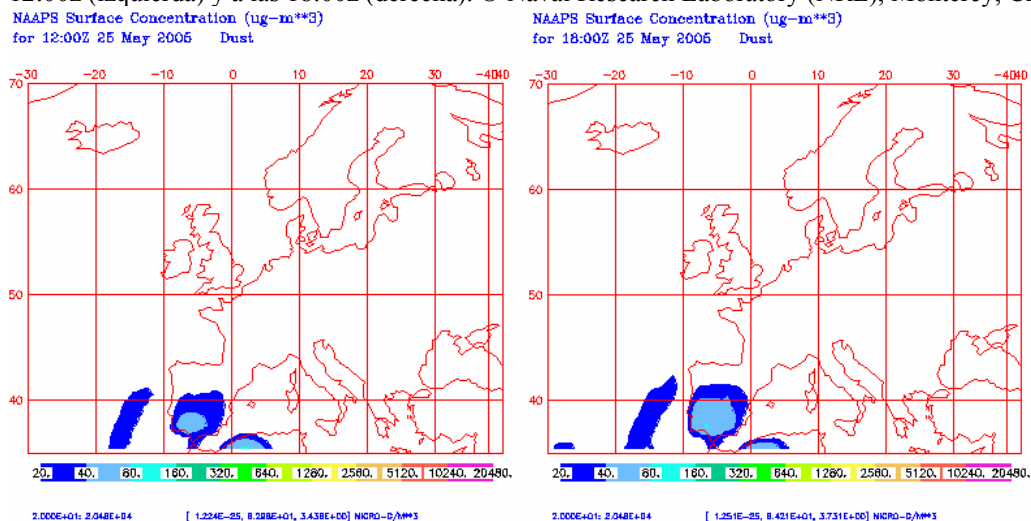 12:00z (izquierda) y a las 18:00z (derecha). © Naval Research Laboratory (NRL), Monterey, CA
NAAPS Surface Concentration (ug-m**3)
for 12:00Z 25 May 2005 Dust
-30 -20 -10 0 10 20 30 -4040
70
60
50
40
20. 40. 80. 160. 320. 640. 1280. 2560. 5120. 10240. 20480.
2.000E+01: 2.048E+04 [ 1.224E-25, 8.298E+01, 3.438E+00] MICRO-G/M**3
NAAPS Surface Concentration (ug-m**3)
for 18:00Z 25 May 2005 Dust
-30 -20 -10 0 10 20 30 -4040
70
60
50
40
20. 40. 80. 160. 320. 640. 1280. 2560. 5120. 10240. 20480.
2.000E+01: 2.048E+04 [ 1.251E-25, 8.421E+01, 3.731E+00] MICRO-G/M**3